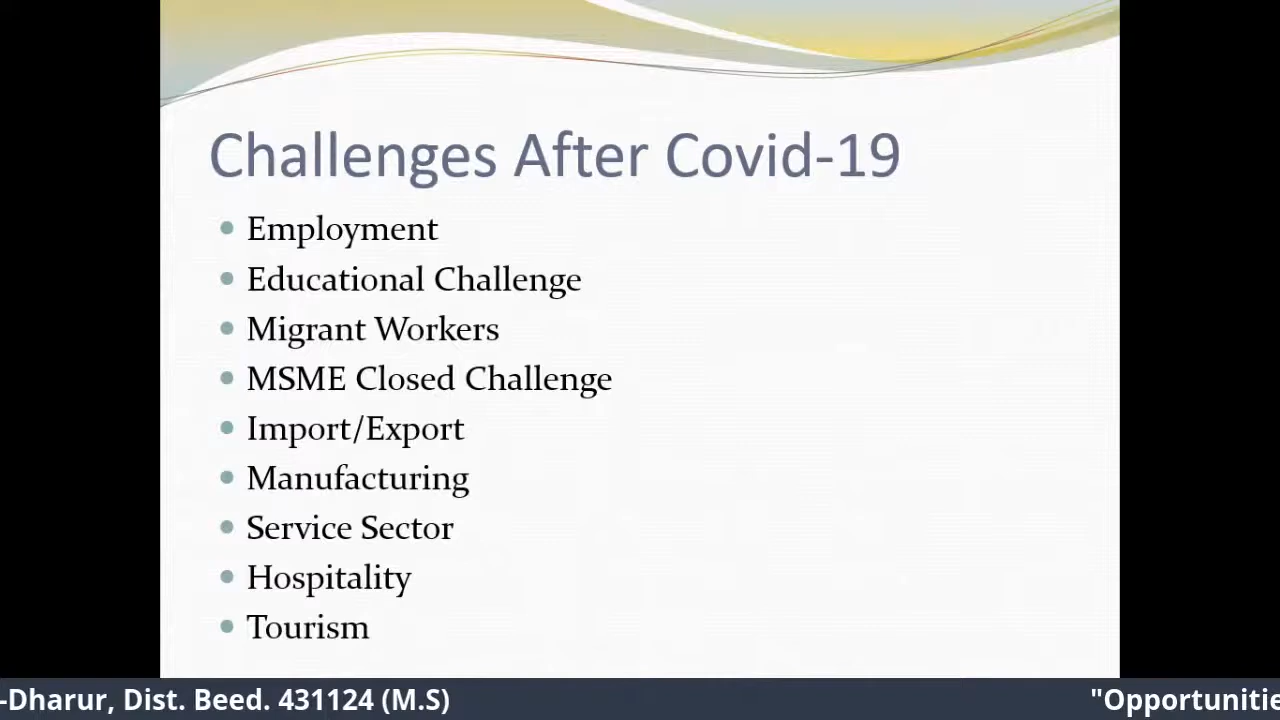 Challenges After Covid-19
Employment
Educational Challenge
Migrant Workers
MSME Closed Challenge
Import/Export
Manufacturing
Service Sector
Hospitality
Tourism
-Dharur, Dist. Beed. 431124 (M.S) "Opportunitie